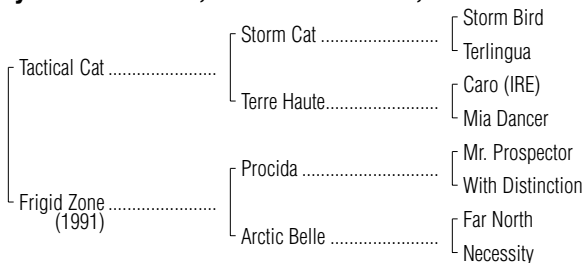 Storm Bird
Storm Cat ........................
Terlingua
Tactical Cat ......................
Caro (IRE)
Terre Haute.......................
Mia Dancer
Mr. Prospector
Procida ............................
With Distinction
Frigid Zone ......................
(1991)
Far North
Arctic Belle ......................
Necessity